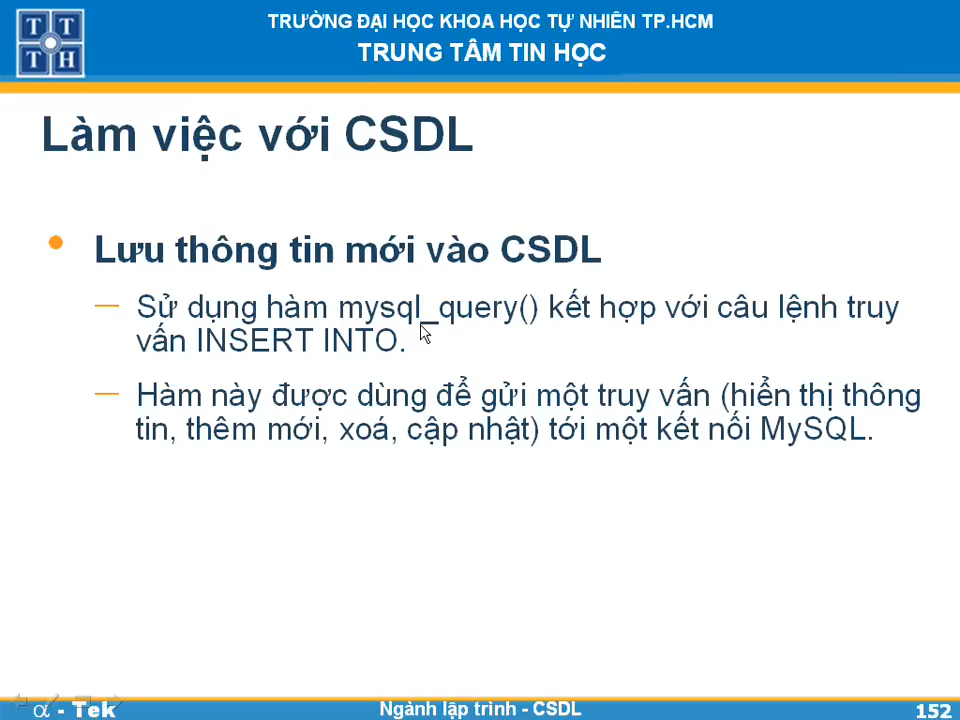 TRƯỜNG ĐẠI HỌC KHOA HỌC TỰ NHIÊN TP.HCM
TRUNG TÂM TIN HỌC
T T
T H
Làm việc với CSDL
• Lưu thông tin mới vào CSDL
— Sử dụng hàm mysql_query() kết hợp với câu lệnh truy
vấn INSERT INTO.
— Hàm này được dùng để gửi một truy vấn (hiển thị thông
tin, thêm mới, xoá, cập nhật) tới một kết nối MySQL.
α - Tek
Ngành lập trình - CSDL
152